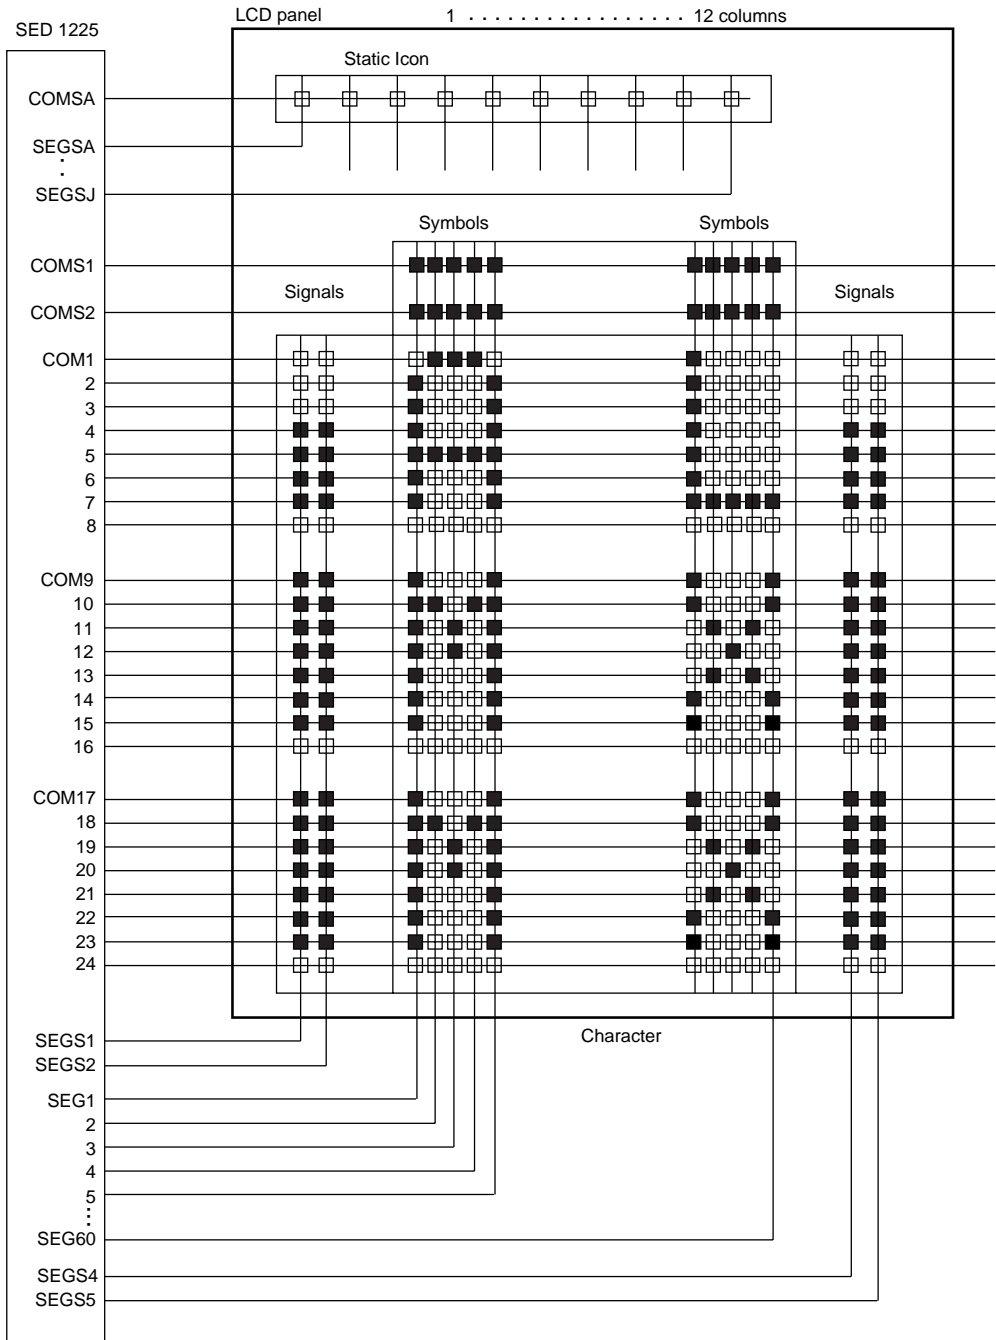 LCD panel 1 . . . . . . . . . . . . . . . . . 12 columns
SED 1225
Static Icon
COMSA
SEGSA
:
SEGSJ
Symbols Symbols
COMS1
Signals Signals
COMS2
COM1
2
3
4
5
6
7
8
COM9
10
11
12
13
14
15
16
COM17
18
19
20
21
22
23
24
Character
SEGS1
SEGS2
SEG1
2
3
4
5
⋮
SEG60
SEGS4
SEGS5